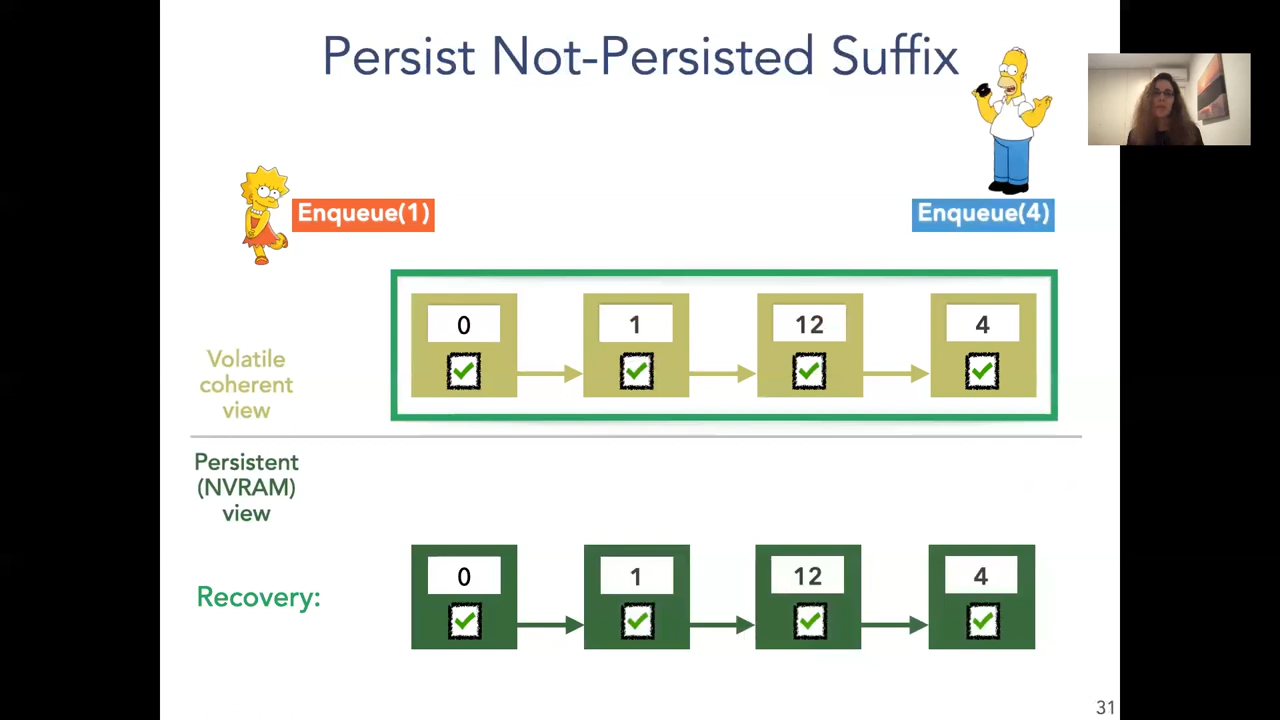 Persist Not-Persisted Suffix
Enqueue(1)
Enqueue(4)
0
1
12
4
Volatile
coherent
view
Persistent
(NVRAM)
view
Recovery:
0
1
12
4
31